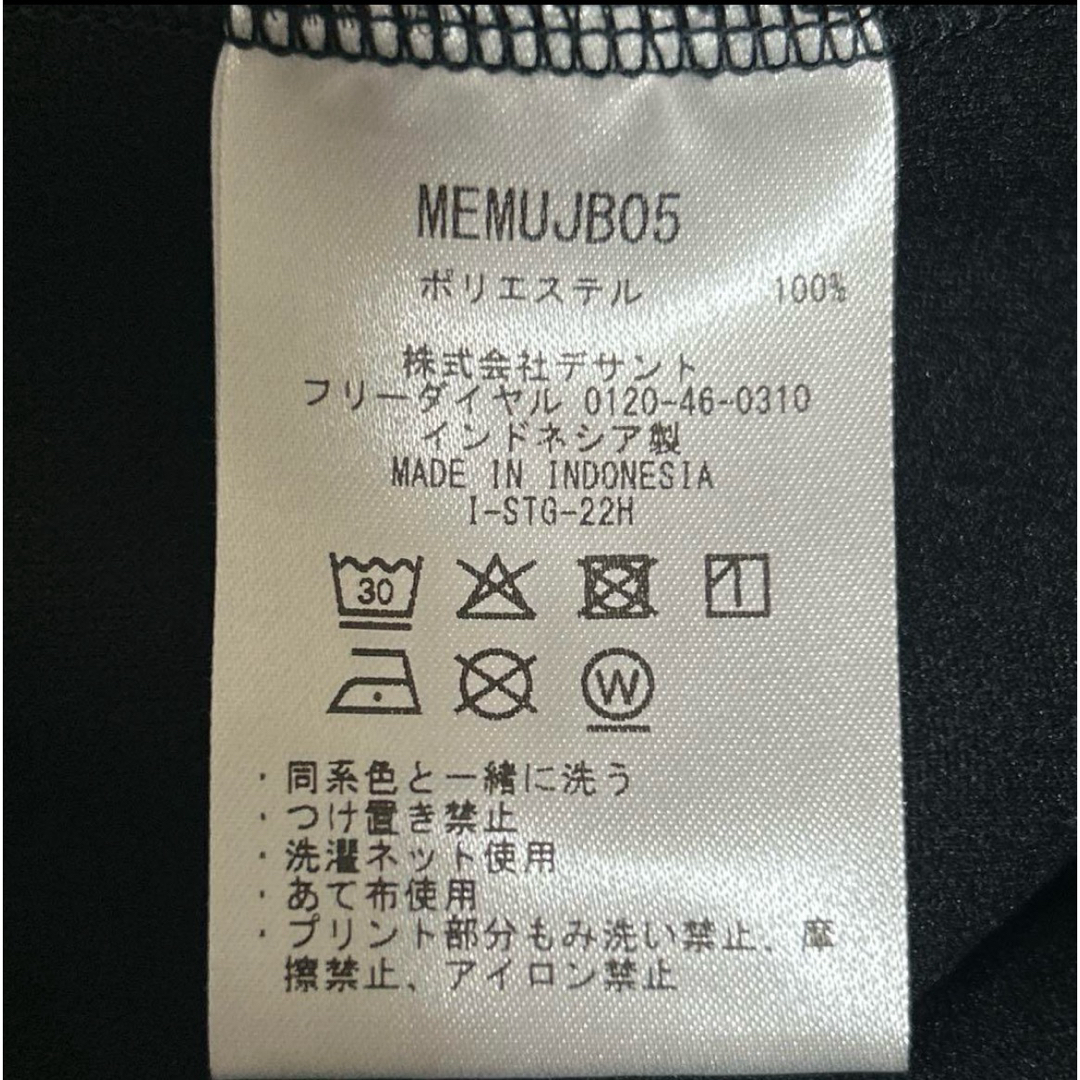 MEMUJB05
ポリエステル 100%
株式会社デサント
フリーダイヤル 0120-46-0310
インドネシア製
MADE IN INDONESIA
I-STG-22H
30
W
・同系色と一緒に洗う
・つけ置き禁止
・洗濯ネット使用
・あて布使用
・プリント部分もみ洗い禁止、摩
擦禁止、アイロン禁止